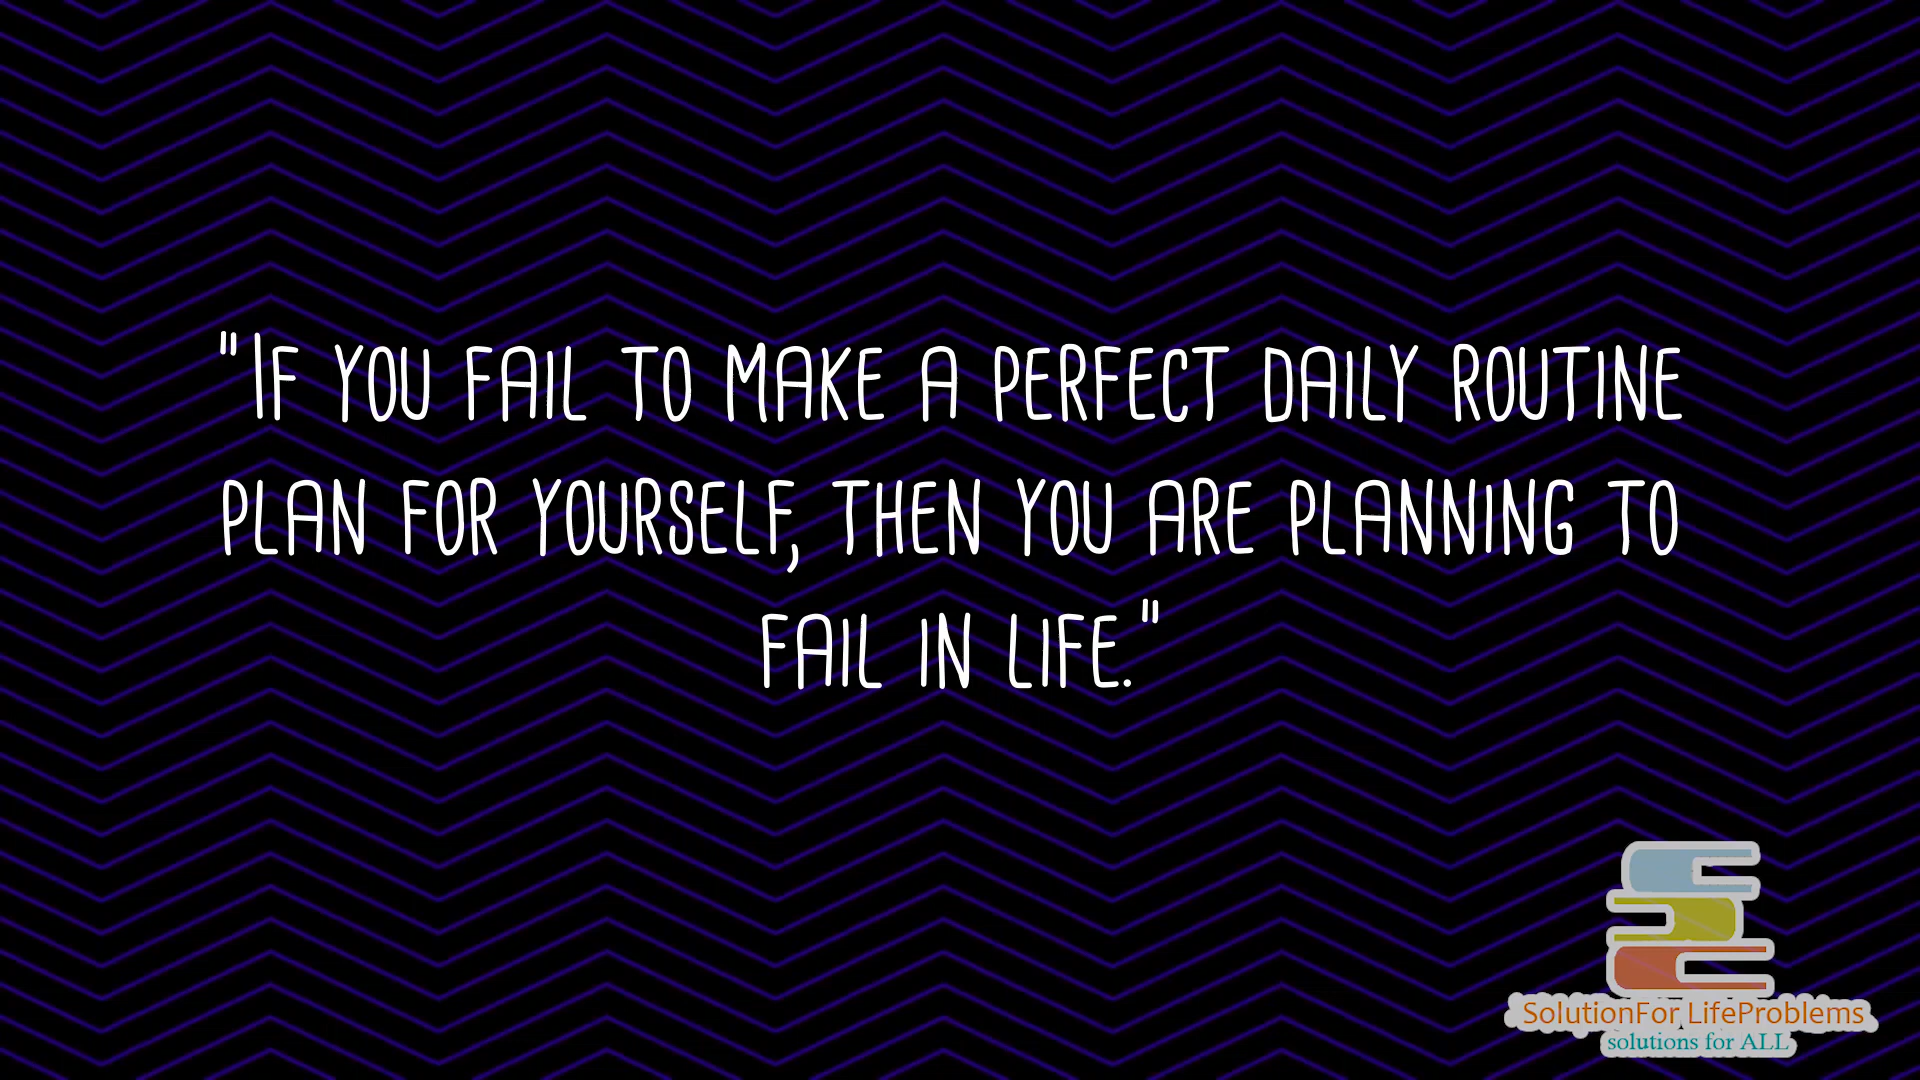 "If you fail to make a perfect daily routine
plan for yourself, then you are planning to
fail in life."
SolutionFor LifeProblems
solutions for ALL